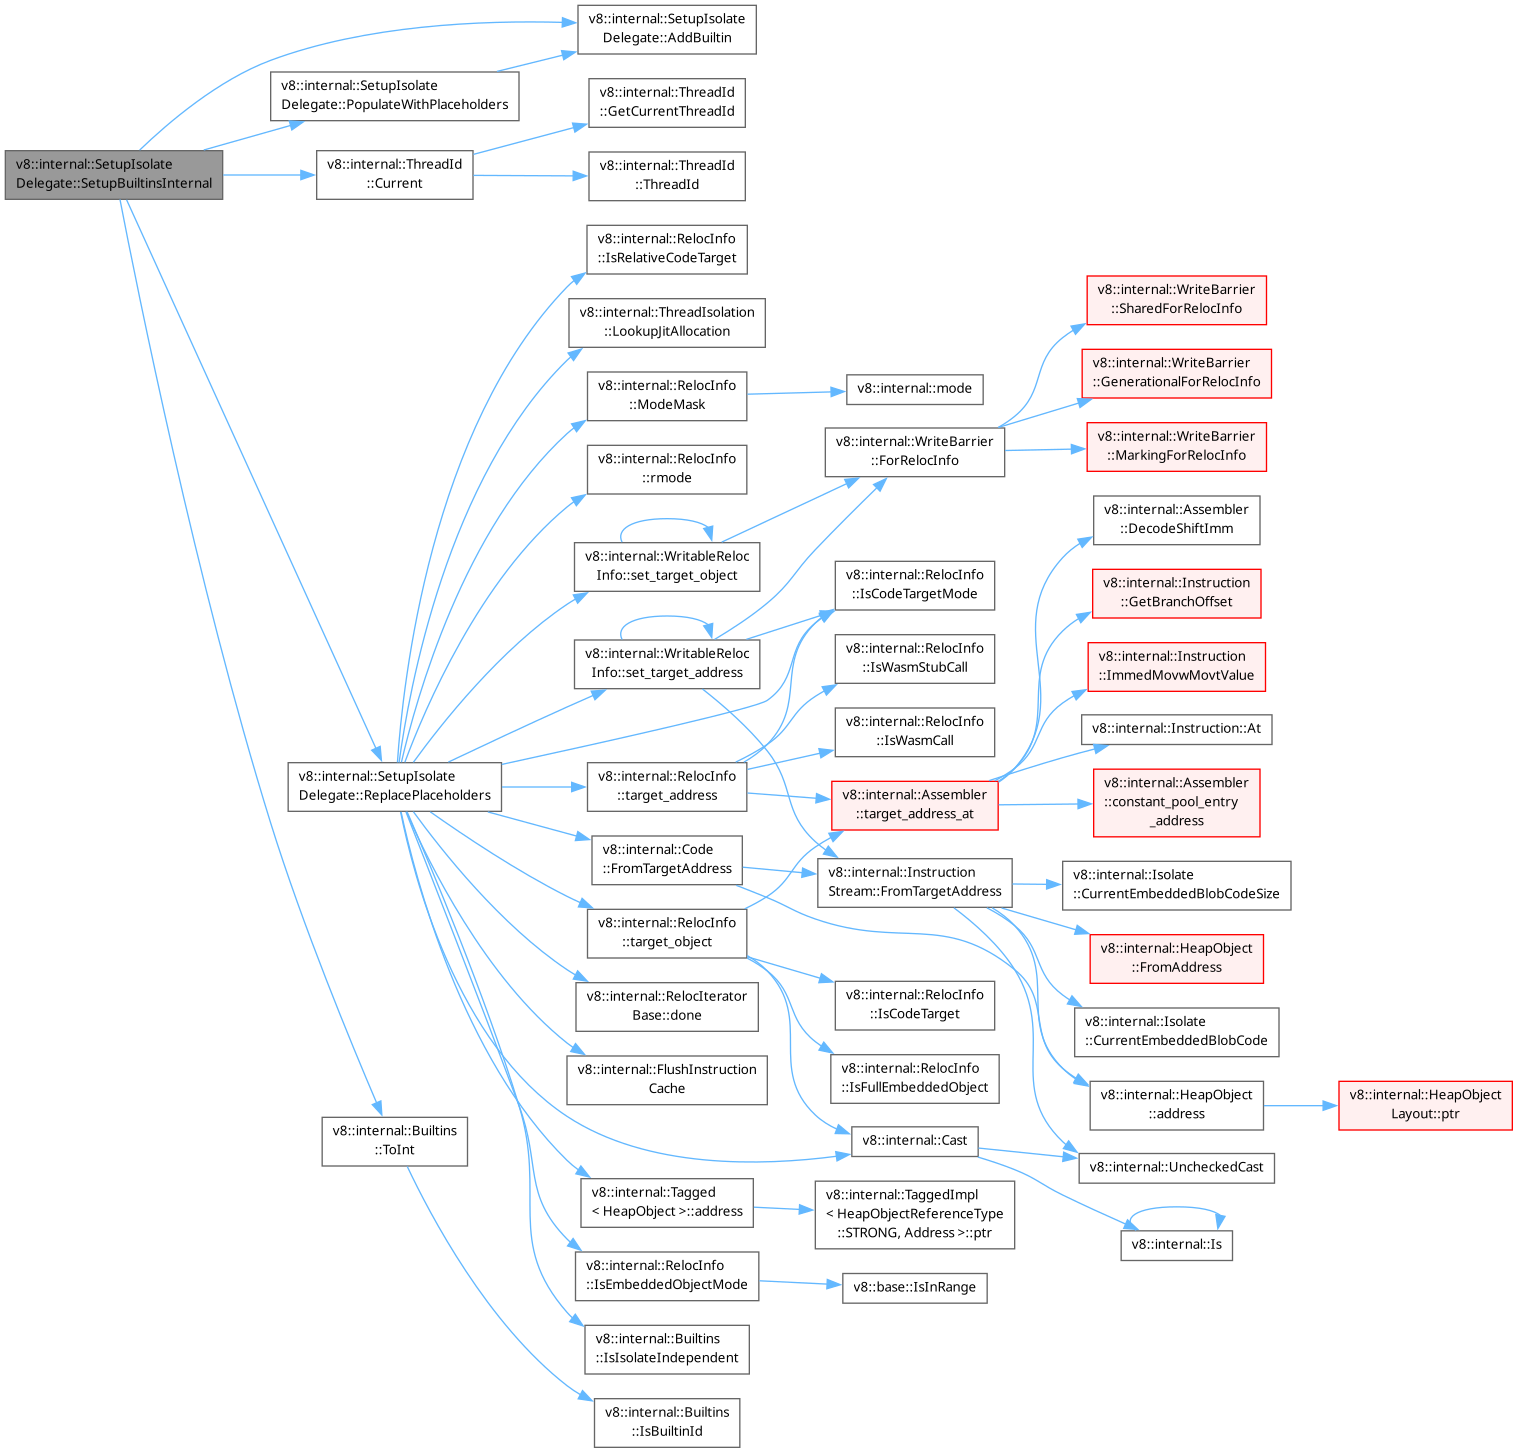 v8::internal::SetupIsolate
Delegate::SetupBuiltinsInternal
v8::internal::SetupIsolate
Delegate::AddBuiltin
v8::internal::SetupIsolate
Delegate::PopulateWithPlaceholders
v8::internal::ThreadId
::Current
v8::internal::ThreadId
::GetCurrentThreadId
v8::internal::ThreadId
::ThreadId
v8::internal::SetupIsolate
Delegate::ReplacePlaceholders
v8::internal::RelocInfo
::IsRelativeCodeTarget
v8::internal::ThreadIsolation
::LookupJitAllocation
v8::internal::RelocInfo
::ModeMask
v8::internal::mode
v8::internal::RelocInfo
::rmode
v8::internal::WritableReloc
Info::set_target_object
v8::internal::WriteBarrier
::ForRelocInfo
v8::internal::WriteBarrier
::SharedForRelocInfo
v8::internal::WriteBarrier
::GenerationalForRelocInfo
v8::internal::WriteBarrier
::MarkingForRelocInfo
v8::internal::WritableReloc
Info::set_target_address
v8::internal::RelocInfo
::IsCodeTargetMode
v8::internal::RelocInfo
::IsWasmStubCall
v8::internal::RelocInfo
::IsWasmCall
v8::internal::RelocInfo
::target_address
v8::internal::Assembler
::target_address_at
v8::internal::Assembler
::DecodeShiftImm
v8::internal::Instruction
::GetBranchOffset
v8::internal::Instruction
::ImmedMovwMovtValue
v8::internal::Instruction::At
v8::internal::Assembler
::constant_pool_entry
_address
v8::internal::Code
::FromTargetAddress
v8::internal::Instruction
Stream::FromTargetAddress
v8::internal::Isolate
::CurrentEmbeddedBlobCodeSize
v8::internal::HeapObject
::FromAddress
v8::internal::Isolate
::CurrentEmbeddedBlobCode
v8::internal::HeapObject
::address
v8::internal::HeapObject
Layout::ptr
v8::internal::UncheckedCast
v8::internal::RelocInfo
::target_object
v8::internal::RelocInfo
::IsCodeTarget
v8::internal::RelocInfo
::IsFullEmbeddedObject
v8::internal::Cast
v8::internal::Is
v8::internal::RelocIterator
Base::done
v8::internal::FlushInstruction
Cache
v8::internal::Tagged
< HeapObject >::address
v8::internal::TaggedImpl
< HeapObjectReferenceType
::STRONG, Address >::ptr
v8::internal::RelocInfo
::IsEmbeddedObjectMode
v8::base::IsInRange
v8::internal::Builtins
::IsIsolateIndependent
v8::internal::Builtins
::ToInt
v8::internal::Builtins
::IsBuiltinId